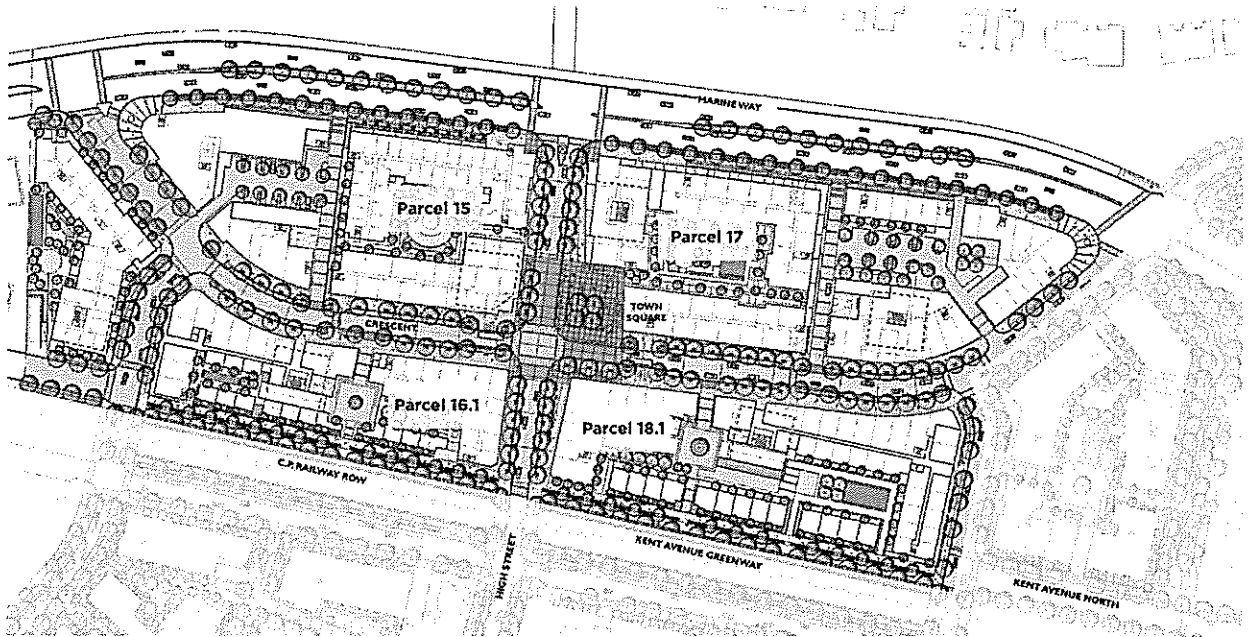 MARINE WAY
Parcel 15
Parcel 17
TOWN
SQUARE
CRESCENT
Parcel 16.1
Parcel 18.1
C.P. RAILWAY ROW
HIGH STREET
KENT AVENUE GREENWAY
KENT AVENUE NORTH